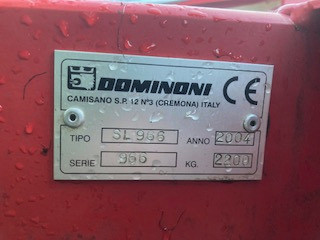 DOMINONI CE
CAMISANO S.P. 12 N°3 (CREMONA) ITALY
TIPO SL 966 ANNO 2004
SERIE 966 KG. 2200